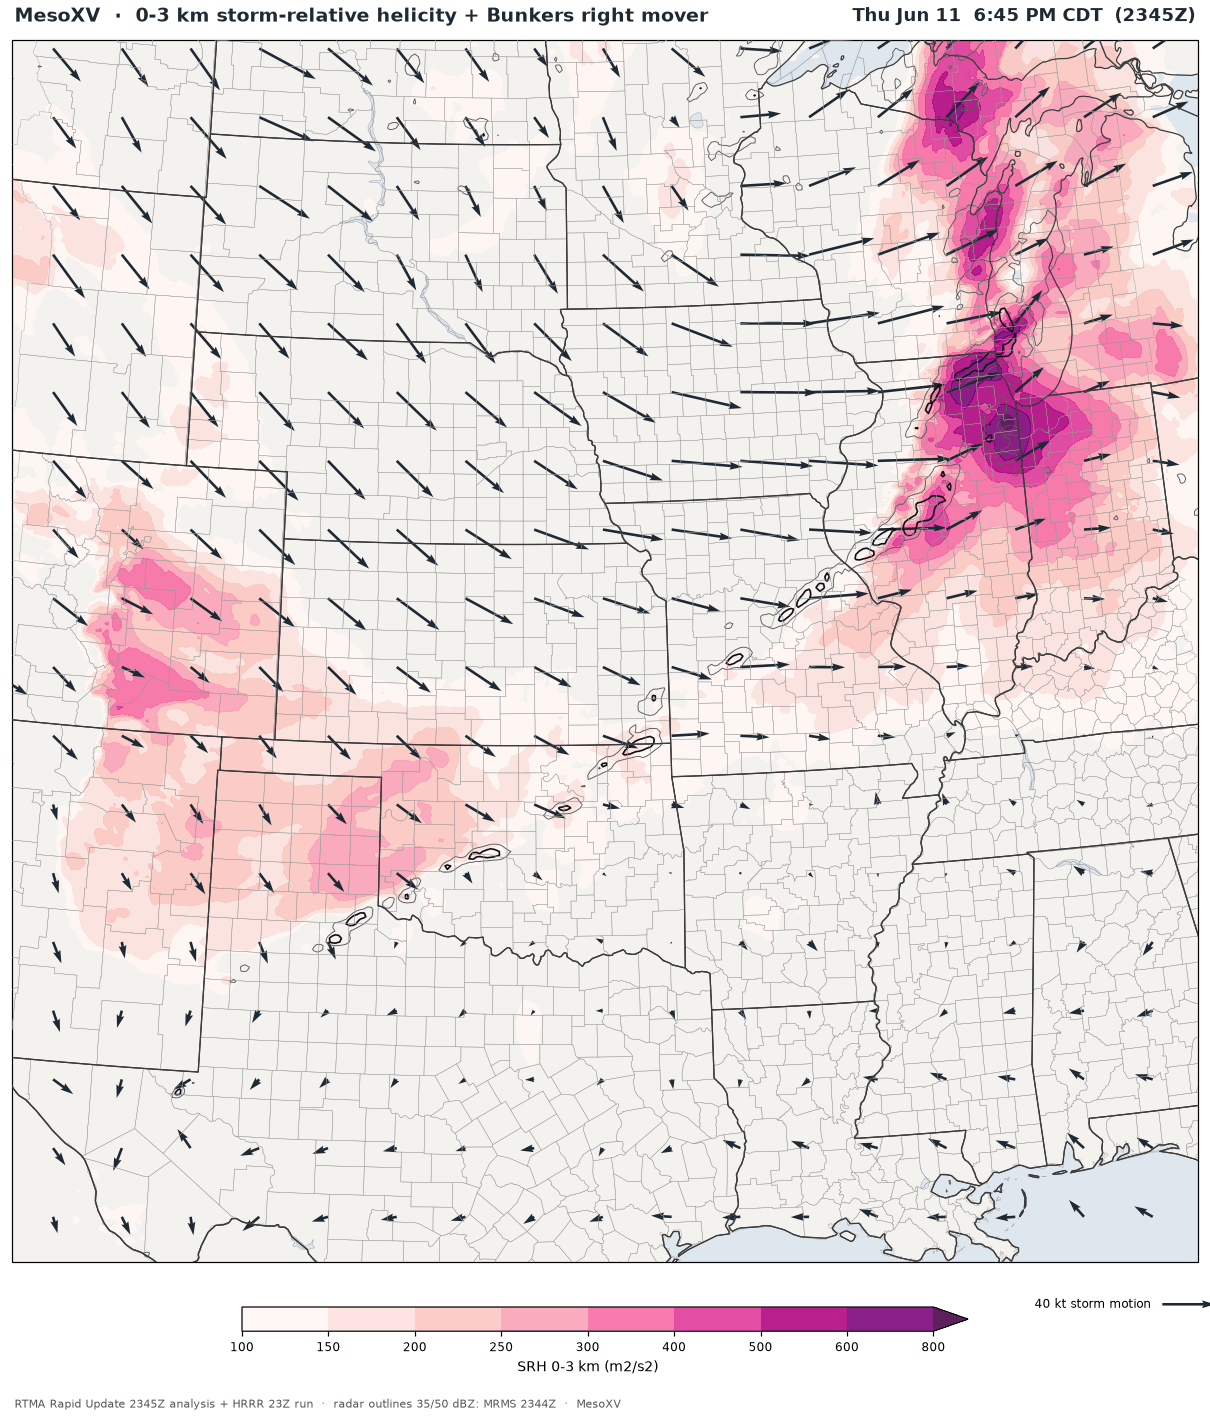 MesoXV · 0-3 km storm-relative helicity + Bunkers right mover
Thu Jun 11 6:45 PM CDT (2345Z)
40 kt storm motion
100 150 200 250 300 400 500 600 800
SRH 0-3 km (m2/s2)
RTMA Rapid Update 2345Z analysis + HRRR 23Z run · radar outlines 35/50 dBZ: MRMS 2344Z · MesoXV